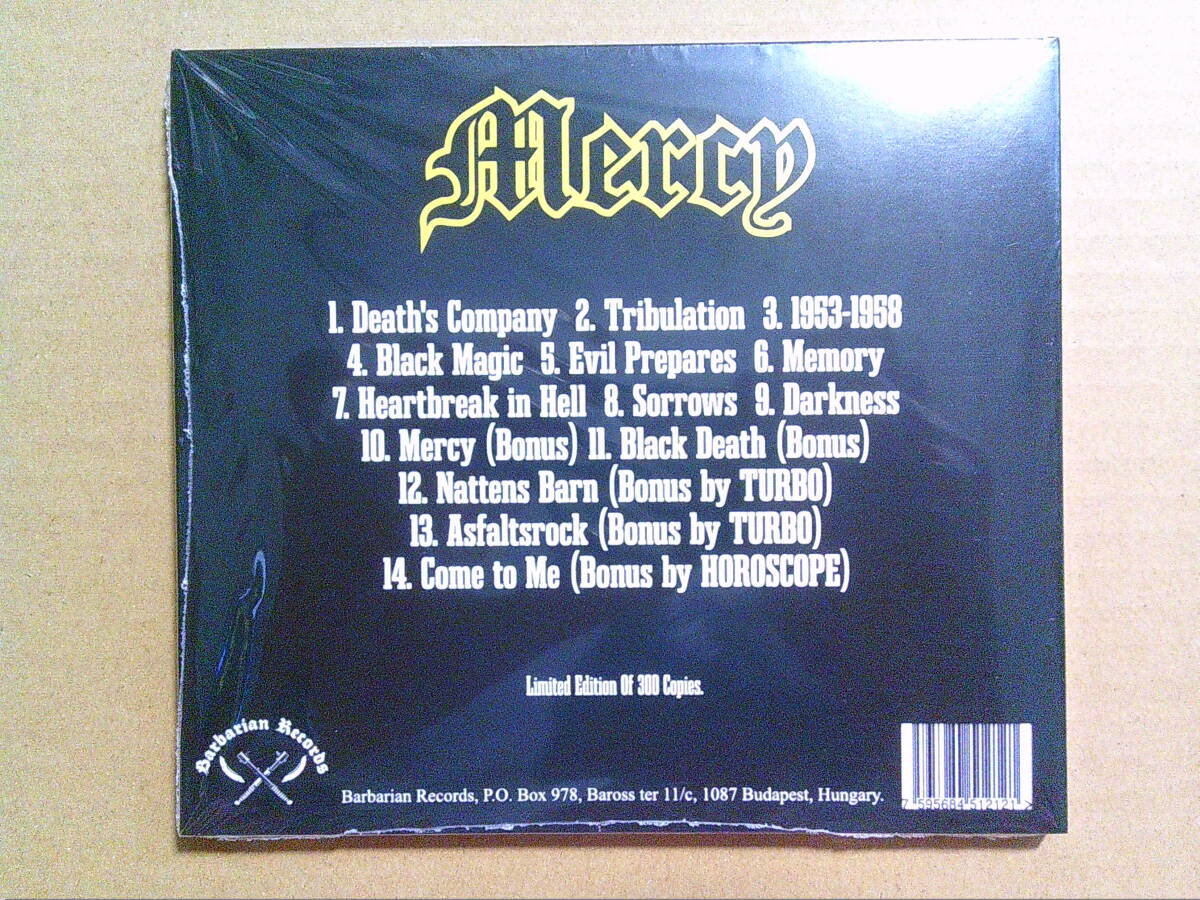 Mercy
1. Death's Company 2. Tribulation 3. 1953-1958
4. Black Magic 5. Evil Prepares 6. Memory
7. Heartbreak in Hell 8. Sorrows 9. Darkness
10. Mercy (Bonus) 11. Black Death (Bonus)
12. Nattens Barn (Bonus by TURBO)
13. Asfaltsrock (Bonus by TURBO)
14. Come to Me (Bonus by HOROSCOPE)
Limited Edition Of 300 Copies.
Barbarian Records
Barbarian Records, P.O. Box 978, Baross ter 11/c, 1087 Budapest, Hungary.
7 595684 512121 >